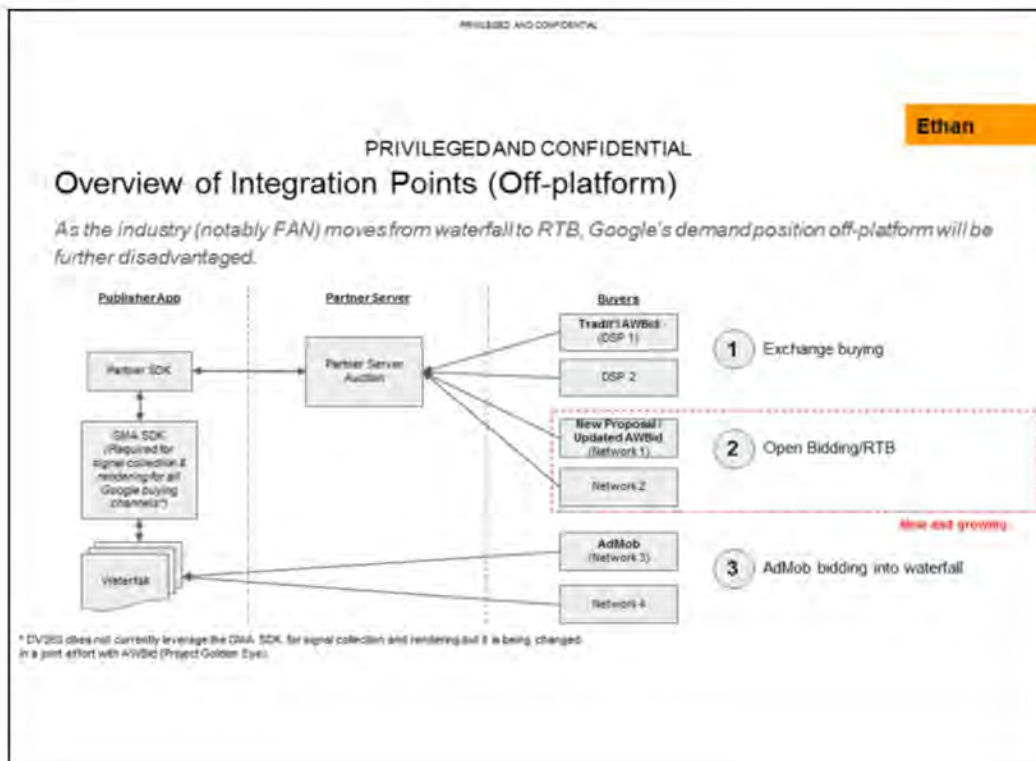 PRIVILEGED AND CONFIDENTIAL
Ethan
PRIVILEGED AND CONFIDENTIAL
Overview of Integration Points (Off-platform)
As the industry (notably FAN) moves from waterfall to RTB, Google's demand position off-platform will be
further disadvantaged.
Publisher App
Partner Server
Buyers
Partner SDK
GMA SDK
(Required for
signal collection &
rendering for all
Google buying
channels*)
Waterfall
Partner Server
Auction
Tradit'l AWBid
(DSP 1)
DSP 2
1 Exchange buying
New Proposal /
Updated AWBid
(Network 1)
Network 2
2 Open Bidding/RTB
New and growing
AdMob
(Network 3)
Network 4
3 AdMob bidding into waterfall
* DV360 does not currently leverage the GMA SDK for signal collection and rendering but it is being changed
in a joint effort with AWBid (Project Golden Eye).